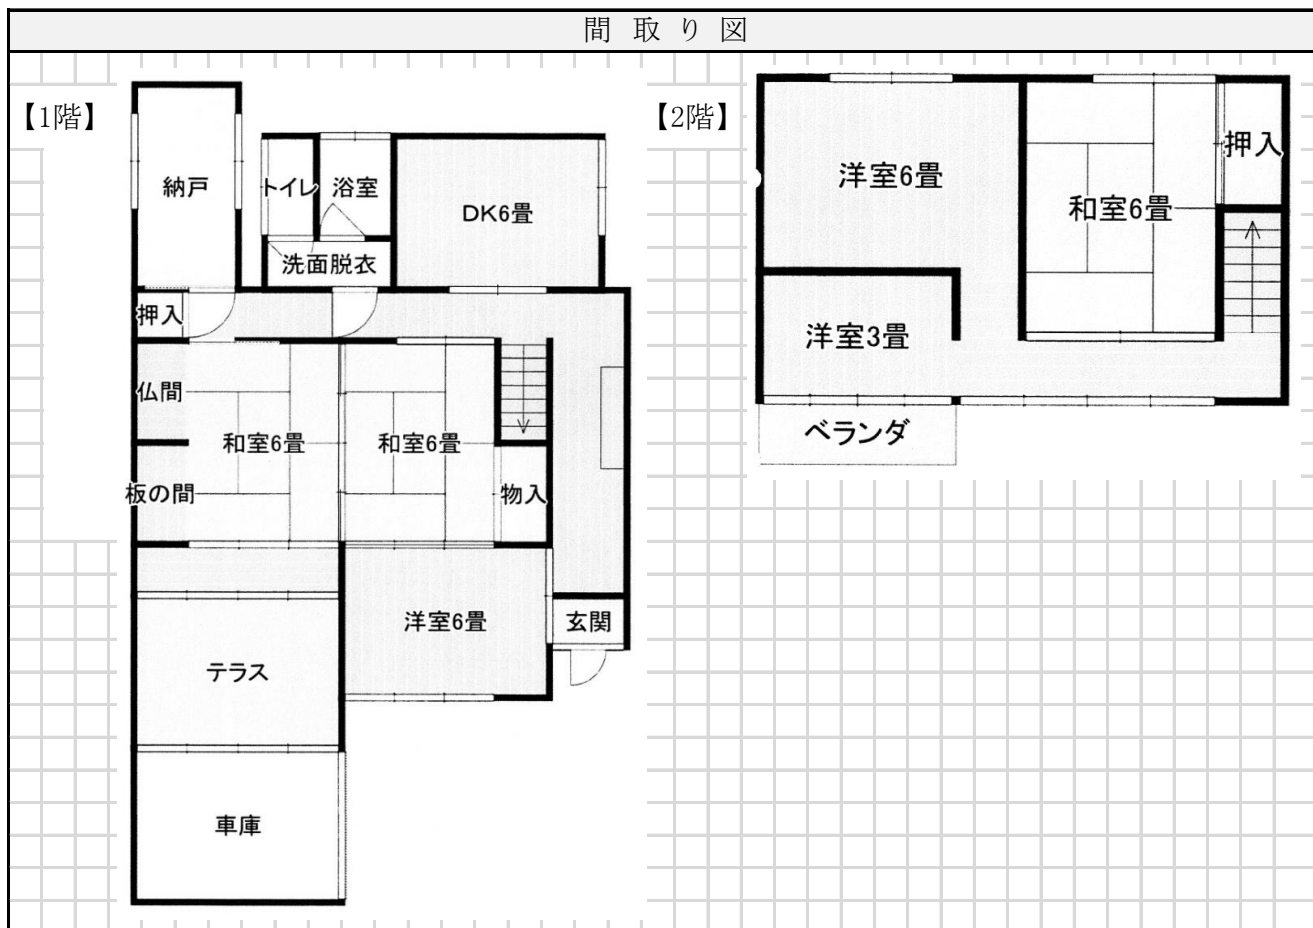 間取り図
【1階】
納戸
トイレ
浴室
DK6畳
洗面脱衣
押入
仏間
和室6畳
和室6畳
板の間
物入
洋室6畳
玄関
テラス
車庫
【2階】
洋室6畳
和室6畳
押入
洋室3畳
ベランダ